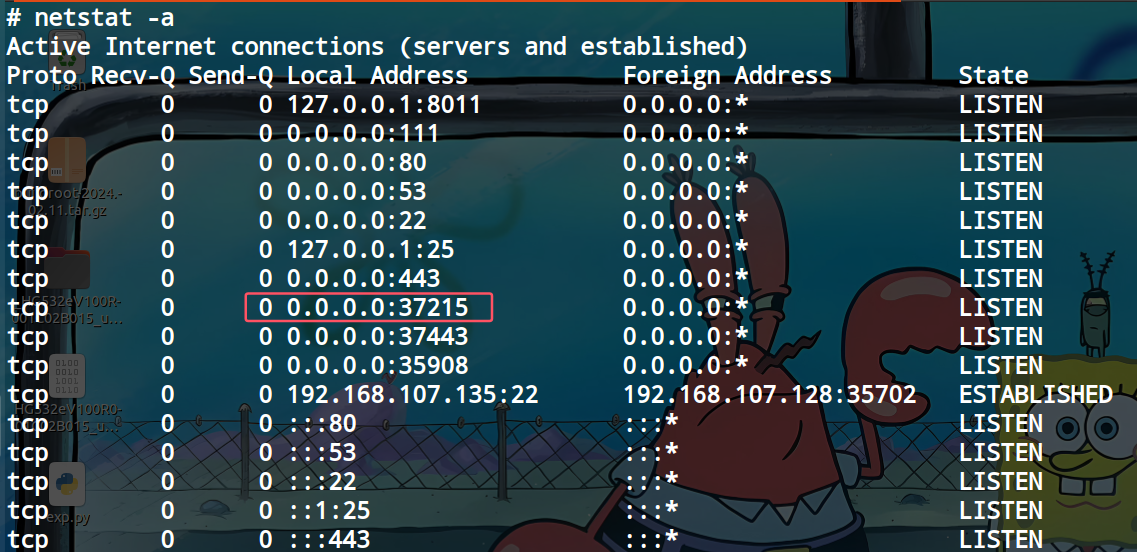 # netstat -a
Active Internet connections (servers and established)
Proto Recv-Q Send-Q Local Address Foreign Address State
tcp 0 0 127.0.0.1:8011 0.0.0.0:* LISTEN
tcp 0 0 0.0.0.0:111 0.0.0.0:* LISTEN
tcp 0 0 0.0.0.0:80 0.0.0.0:* LISTEN
tcp 0 0 0.0.0.0:53 0.0.0.0:* LISTEN
tcp 0 0 0.0.0.0:22 0.0.0.0:* LISTEN
tcp 0 0 127.0.0.1:25 0.0.0.0:* LISTEN
tcp 0 0 0.0.0.0:443 0.0.0.0:* LISTEN
tcp 0 0 0.0.0.0:37215 0.0.0.0:* LISTEN
tcp 0 0 0.0.0.0:37443 0.0.0.0:* LISTEN
tcp 0 0 0.0.0.0:35908 0.0.0.0:* LISTEN
tcp 0 0 192.168.107.135:22 192.168.107.128:35702 ESTABLISHED
tcp 0 0 :::80 :::* LISTEN
tcp 0 0 :::53 :::* LISTEN
tcp 0 0 :::22 :::* LISTEN
tcp 0 0 ::1:25 :::* LISTEN
tcp 0 0 :::443 :::* LISTEN
Trash
02.11.tar.gz
exp.py